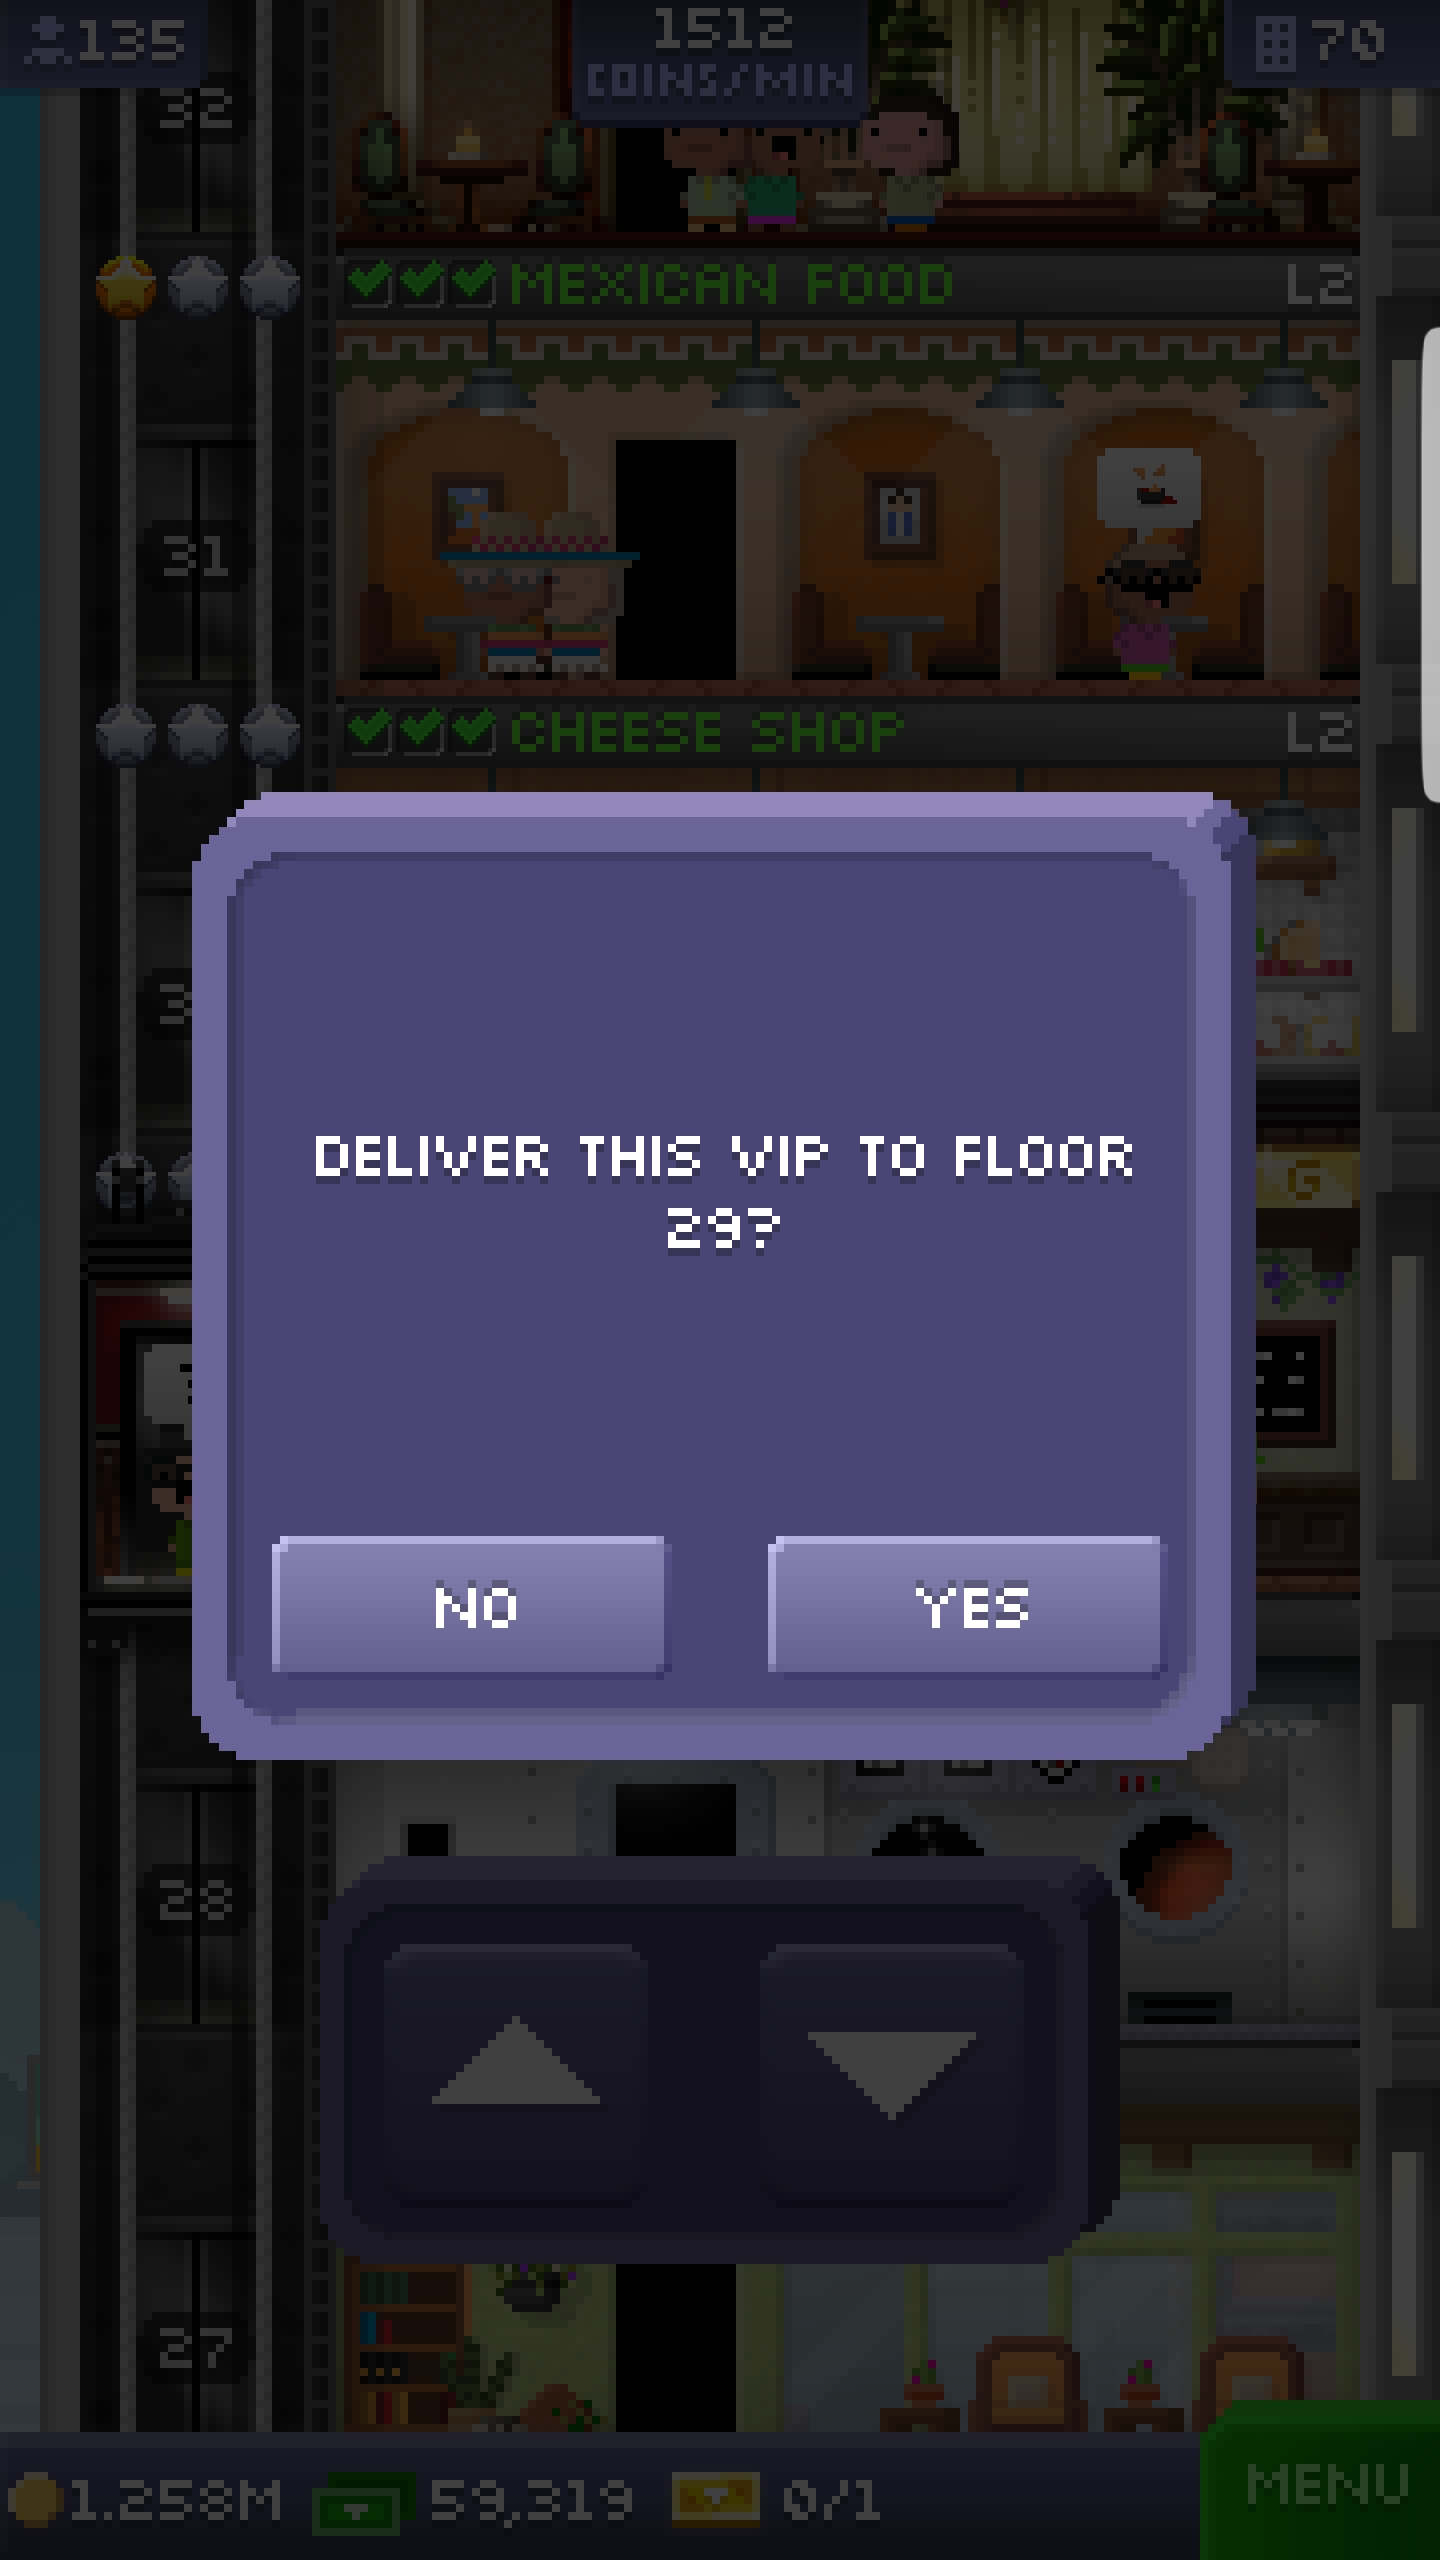 135
1512
COINS/MIN
70
32
MEXICAN FOOD L2
31
CHEESE SHOP L2
3
G
DELIVER THIS VIP TO FLOOR
29?
NO
YES
28
27
1.258M
59,319
0/1
MENU